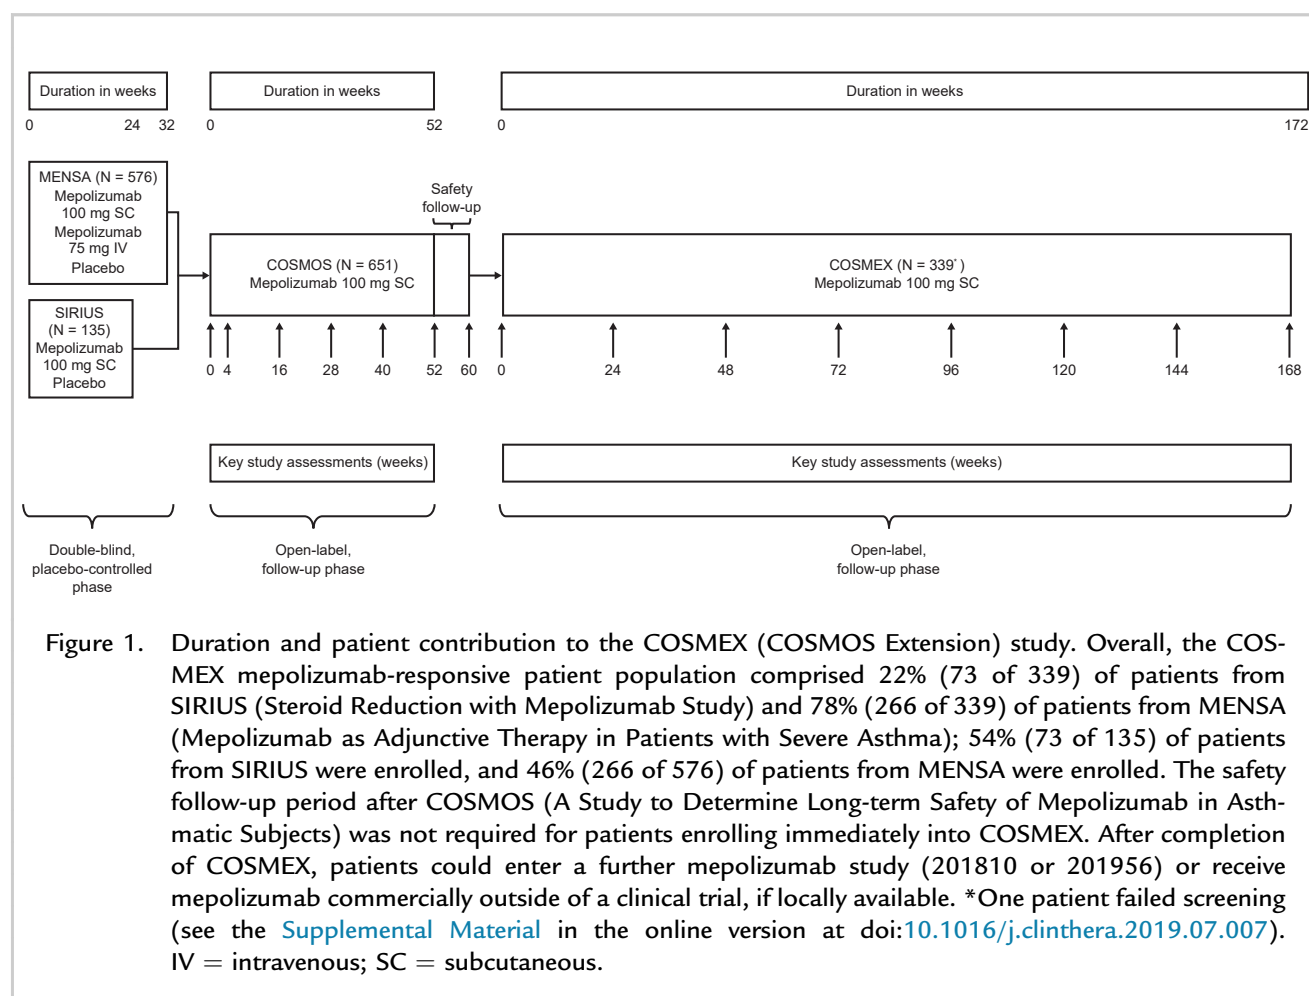 Duration in weeks
Duration in weeks
Duration in weeks
0 24 32
0 52
0 172
MENSA (N = 576)
Mepolizumab
100 mg SC
Mepolizumab
75 mg IV
Placebo
SIRIUS
(N = 135)
Mepolizumab
100 mg SC
Placebo
Safety
follow-up
COSMOS (N = 651)
Mepolizumab 100 mg SC
COSMEX (N = 339*)
Mepolizumab 100 mg SC
0 4 16 28 40 52 60
0 24 48 72 96 120 144 168
Key study assessments (weeks)
Key study assessments (weeks)
Double-blind,
placebo-controlled
phase
Open-label,
follow-up phase
Open-label,
follow-up phase
Figure 1. Duration and patient contribution to the COSMEX (COSMOS Extension) study. Overall, the COS-
MEX mepolizumab-responsive patient population comprised 22% (73 of 339) of patients from
SIRIUS (Steroid Reduction with Mepolizumab Study) and 78% (266 of 339) of patients from MENSA
(Mepolizumab as Adjunctive Therapy in Patients with Severe Asthma); 54% (73 of 135) of patients
from SIRIUS were enrolled, and 46% (266 of 576) of patients from MENSA were enrolled. The safety
follow-up period after COSMOS (A Study to Determine Long-term Safety of Mepolizumab in Asth-
matic Subjects) was not required for patients enrolling immediately into COSMEX. After completion
of COSMEX, patients could enter a further mepolizumab study (201810 or 201956) or receive
mepolizumab commercially outside of a clinical trial, if locally available. *One patient failed screening
(see the Supplemental Material in the online version at doi:10.1016/j.clinthera.2019.07.007).
IV = intravenous; SC = subcutaneous.